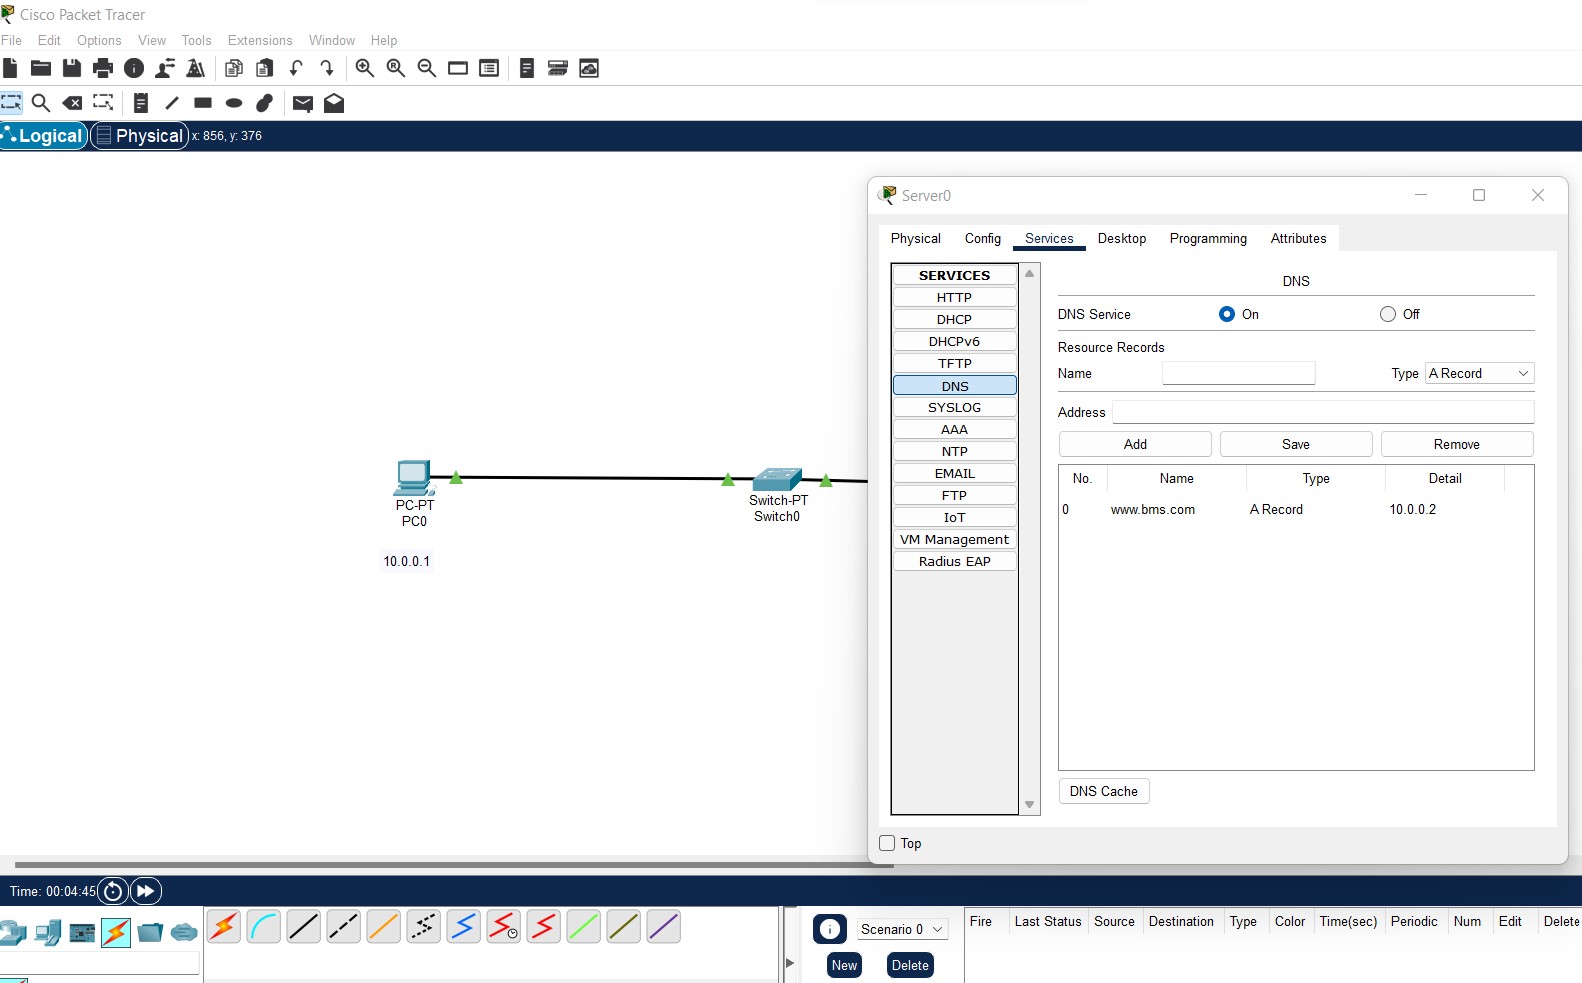 Cisco Packet Tracer
File Edit Options View Tools Extensions Window Help
Logical Physical x: 856, y: 376
Server0
Physical Config Services Desktop Programming Attributes
SERVICES
HTTP
DHCP
DHCPv6
TFTP
DNS
SYSLOG
AAA
NTP
EMAIL
FTP
IoT
VM Management
Radius EAP
DNS
DNS Service On Off
Resource Records
Name Type A Record
Address
Add Save Remove
No. Name Type Detail
0 www.bms.com A Record 10.0.0.2
DNS Cache
Top
PC-PT
PC0
10.0.0.1
Switch-PT
Switch0
Time: 00:04:45
Scenario 0
New Delete
Fire Last Status Source Destination Type Color Time(sec) Periodic Num Edit Delete